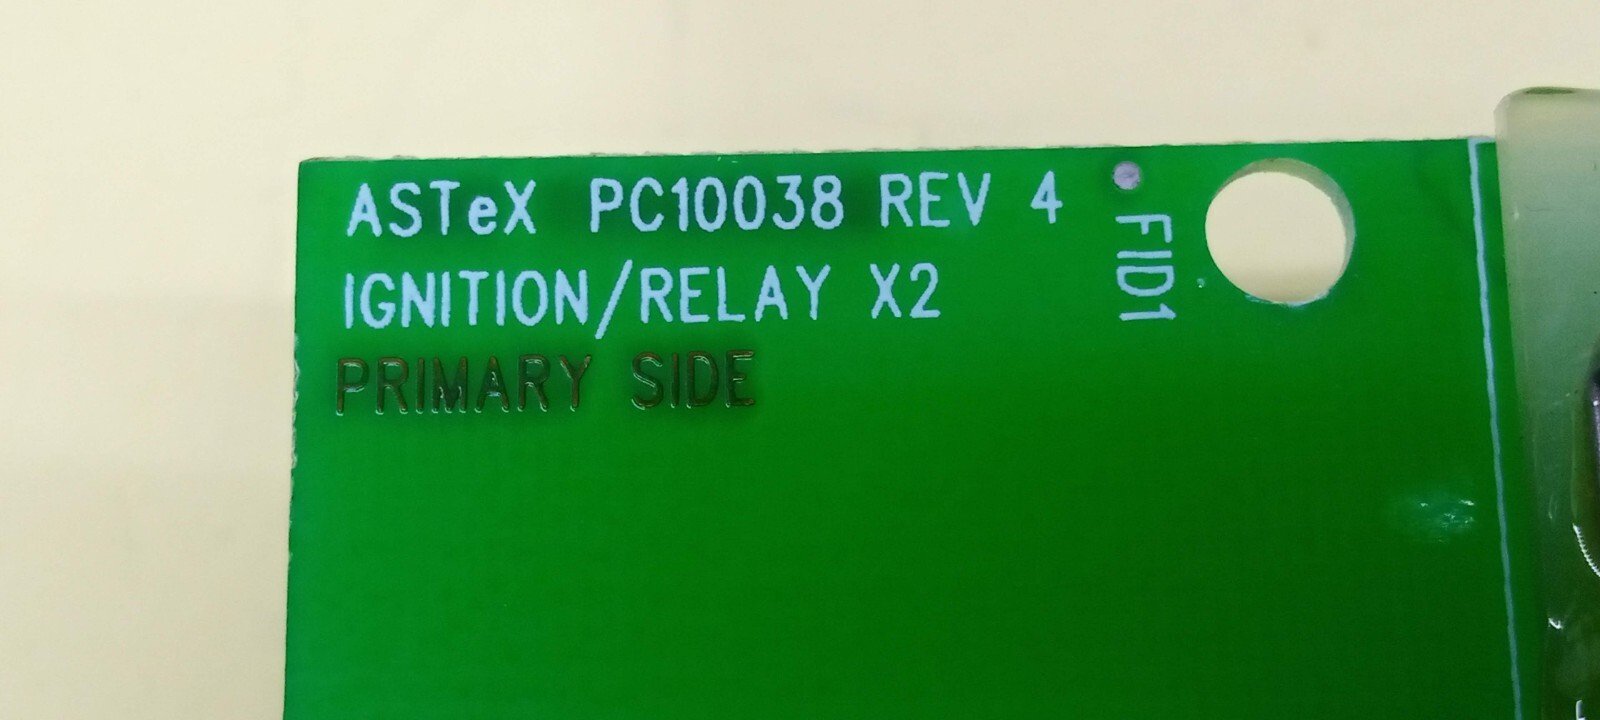 ASTeX PC10038 REV 4
IGNITION/RELAY X2
PRIMARY SIDE
FID1